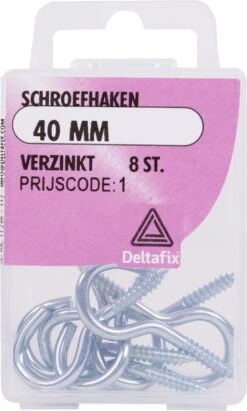 SCHROEFHAKEN
40 MM
VERZINKT 8 ST.
PRIJSCODE:1
Deltafix